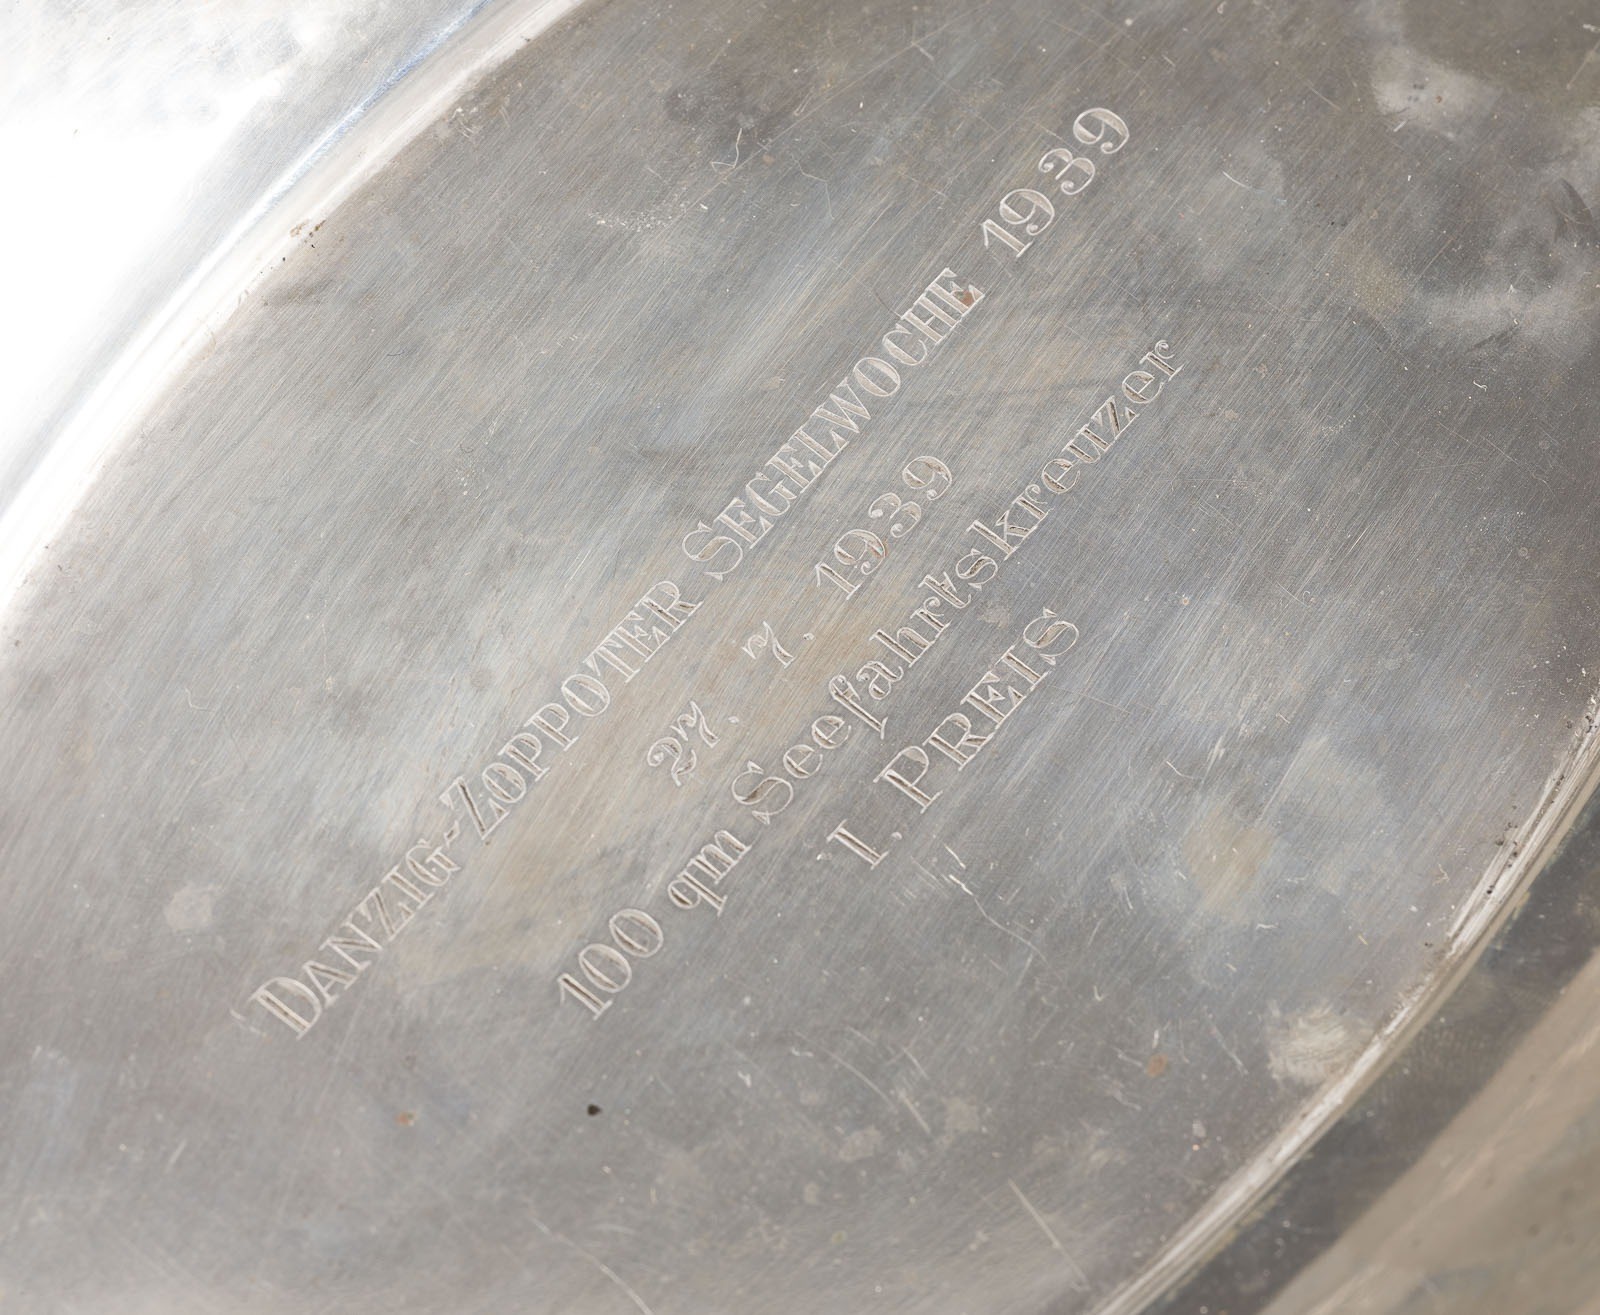 DANZIG-ZOPPOTER SEGELWOCHE 1939
27. 7. 1939
100 qm Seefahrtskreuzer
I. PREIS